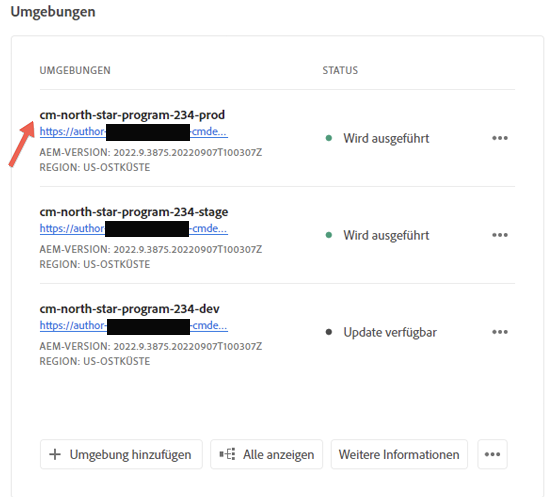 Umgebungen
UMGEBUNGEN STATUS
cm-north-star-program-234-prod
https://author- -cmde...
Wird ausgeführt
AEM-VERSION: 2022.9.3875.20220907T100307Z
REGION: US-OSTKÜSTE
cm-north-star-program-234-stage
https://author- -cmde...
Wird ausgeführt
AEM-VERSION: 2022.9.3875.20220907T100307Z
REGION: US-OSTKÜSTE
cm-north-star-program-234-dev
https://author- -cmde...
Update verfügbar
AEM-VERSION: 2022.9.3875.20220907T100307Z
REGION: US-OSTKÜSTE
Umgebung hinzufügen Alle anzeigen Weitere Informationen